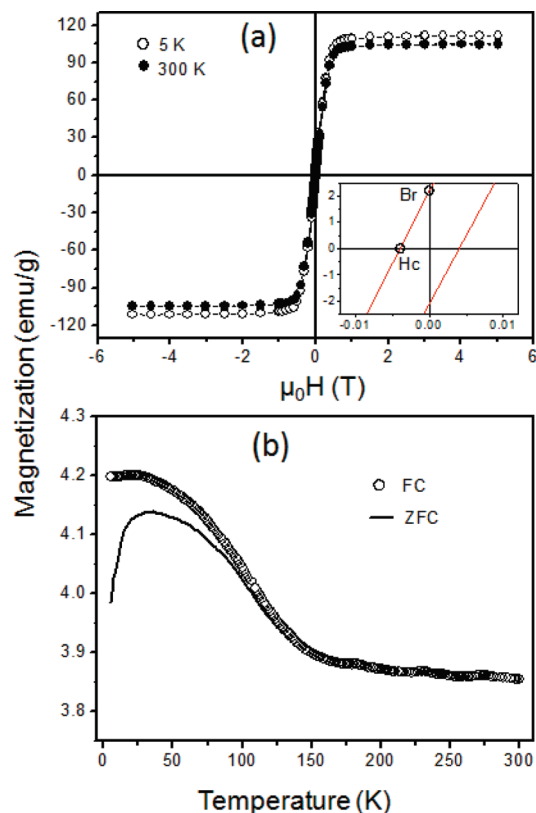 Magnetization (emu/g)
(a)
5 K
300 K
120
90
60
30
0
-30
-60
-90
-120
-6 -4 -2 0 2 4 6
μ₀H (T)
Br
Hc
2
1
0
-1
-2
-0.01 0.00 0.01
(b)
FC
ZFC
4.3
4.2
4.1
4.0
3.9
3.8
0 50 100 150 200 250 300
Temperature (K)